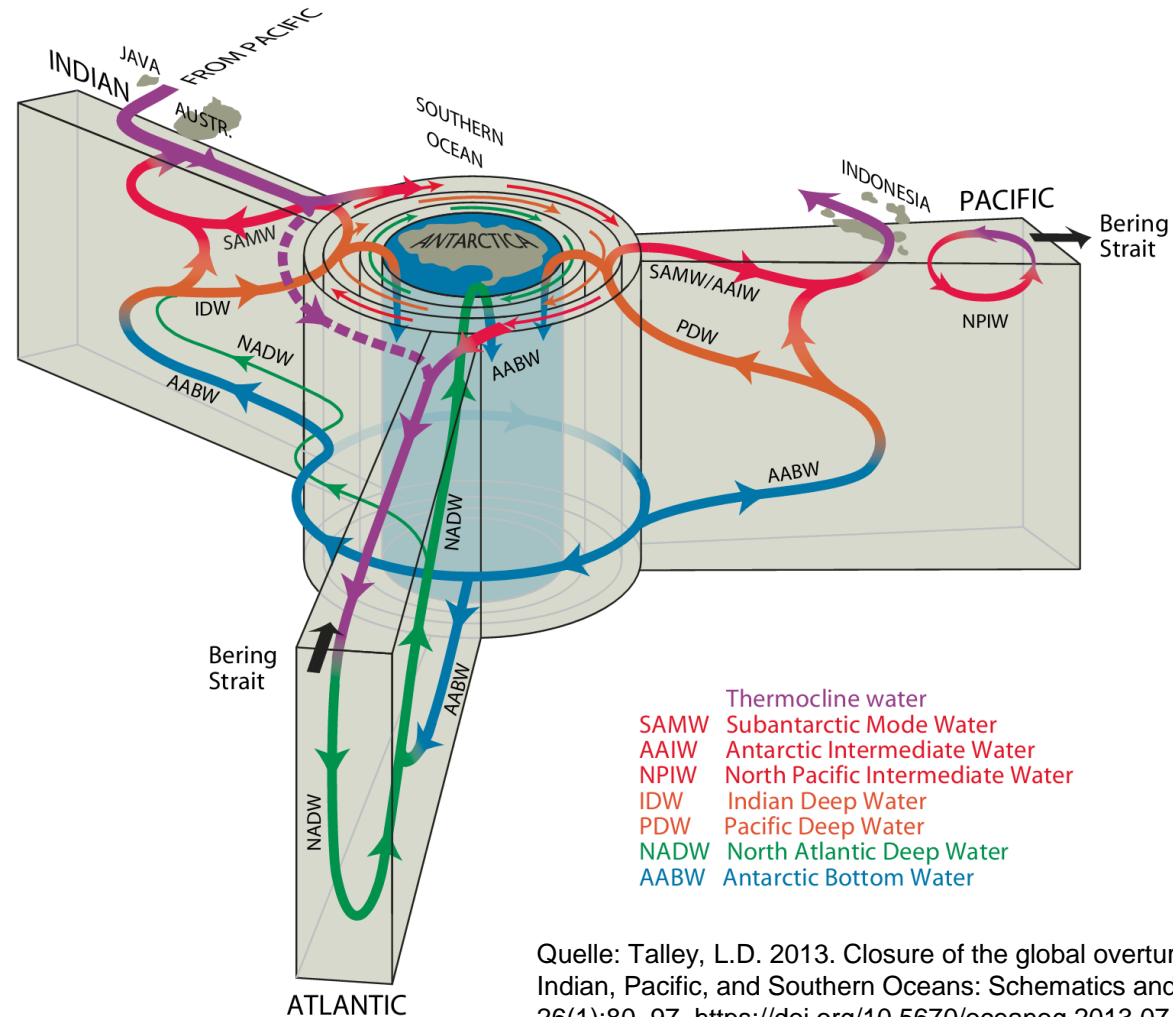 FROM PACIFIC
JAVA
INDIAN
AUSTR.
SOUTHERN
OCEAN
INDONESIA
PACIFIC
Bering
Strait
ANTARCTICA
SAMW
SAMW/AAIW
IDW
NPIW
PDW
NADW
AABW
AABW
AABW
NADW
Bering
Strait
AABW
NADW
ATLANTIC
Thermocline water
SAMW Subantarctic Mode Water
AAIW Antarctic Intermediate Water
NPIW North Pacific Intermediate Water
IDW Indian Deep Water
PDW Pacific Deep Water
NADW North Atlantic Deep Water
AABW Antarctic Bottom Water
Quelle: Talley, L.D. 2013. Closure of the global overtur
Indian, Pacific, and Southern Oceans: Schematics and